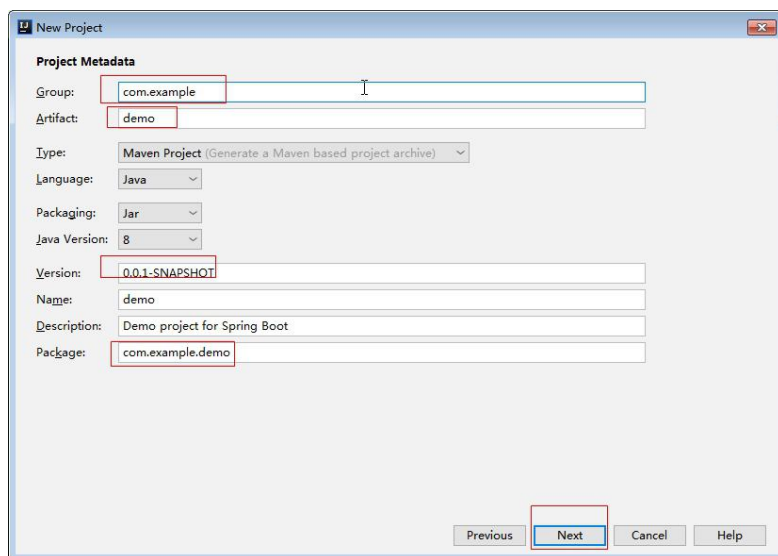 New Project
Project Metadata
Group: com.example
Artifact: demo
Type: Maven Project (Generate a Maven based project archive)
Language: Java
Packaging: Jar
Java Version: 8
Version: 0.0.1-SNAPSHOT
Name: demo
Description: Demo project for Spring Boot
Package: com.example.demo
Previous Next Cancel Help